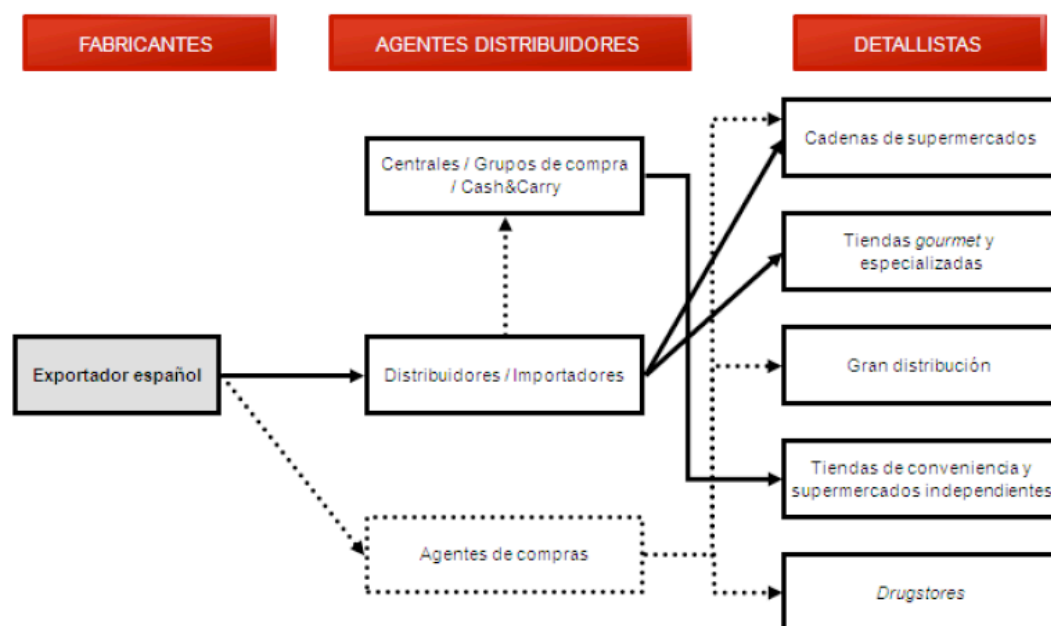 FABRICANTES
AGENTES DISTRIBUIDORES
DETALLISTAS
Centrales / Grupos de compra
/ Cash&Carry
Cadenas de supermercados
Tiendas gourmet y
especializadas
Exportador español
Distribuidores / Importadores
Gran distribución
Tiendas de conveniencia y
supermercados independientes
Agentes de compras
Drugstores